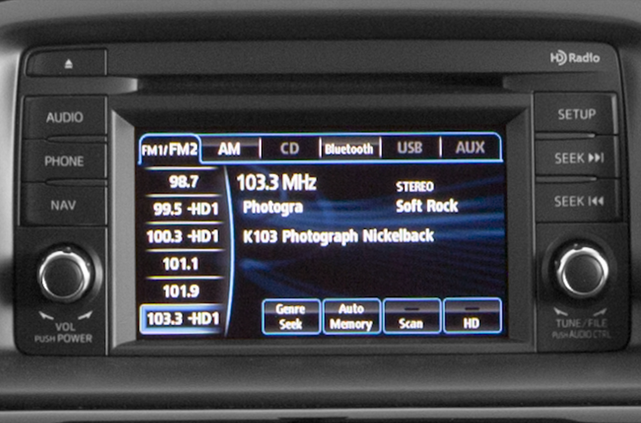 HD Radio
AUDIO
PHONE
NAV
VOL
PUSH POWER
FM1/FM2 AM CD Bluetooth USB AUX
98.7
99.5 -HD1
100.3 -HD1
101.1
101.9
103.3 -HD1
103.3 MHz STEREO
Photogra Soft Rock
K103 Photograph Nickelback
Genre Seek
Auto Memory
Scan
HD
SETUP
SEEK
SEEK
TUNE/FILE
PUSH AUDIO CTRL